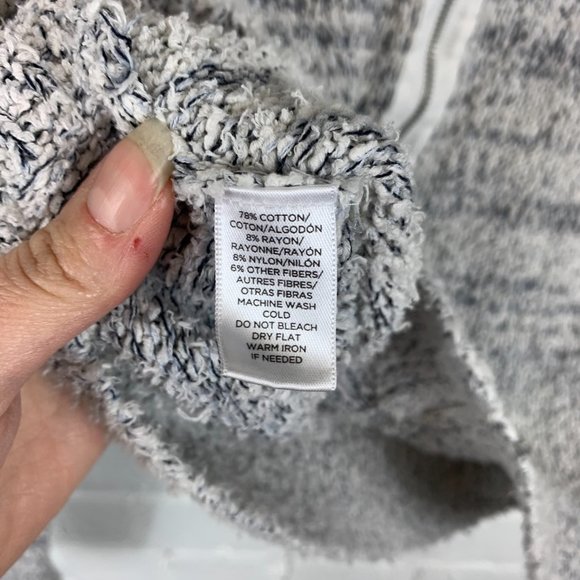 78% COTTON/
COTON/ALGODÓN
8% RAYON/
RAYONNE/RAYÓN
8% NYLON/NILÓN
6% OTHER FIBERS/
AUTRES FIBRES/
OTRAS FIBRAS
MACHINE WASH
COLD
DO NOT BLEACH
DRY FLAT
WARM IRON
IF NEEDED